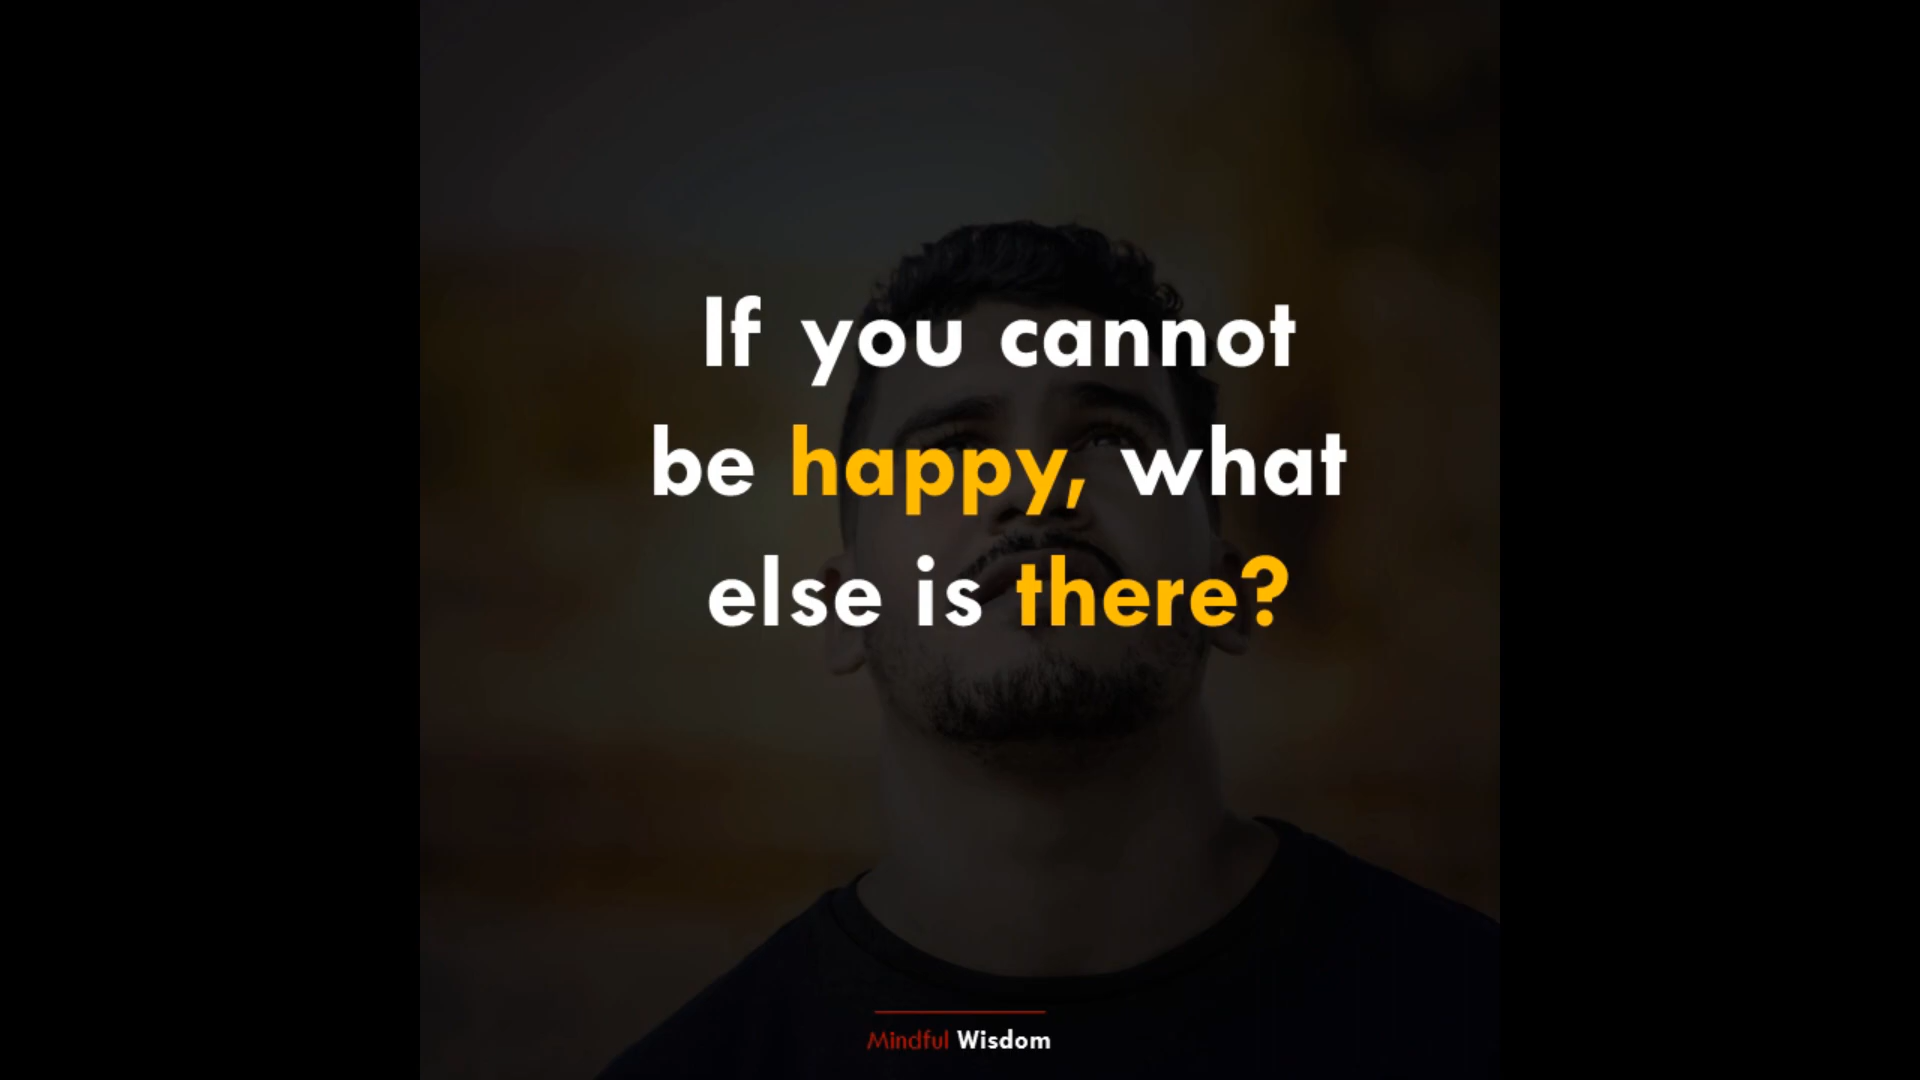 If you cannot
be happy, what
else is there?
Mindful Wisdom